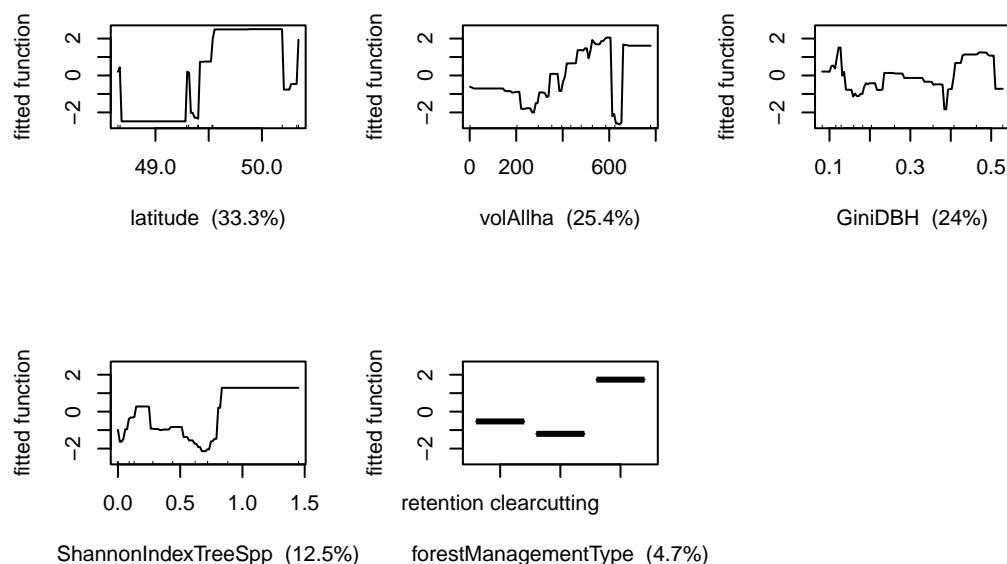 fitted function
−2 0 2
49.0 50.0
latitude (33.3%)
fitted function
−2 0 2
0 200 600
volAllha (25.4%)
fitted function
−2 0 2
0.1 0.3 0.5
GiniDBH (24%)
fitted function
−2 0 2
0.0 0.5 1.0 1.5
ShannonIndexTreeSpp (12.5%)
fitted function
−2 0 2
retention clearcutting
forestManagementType (4.7%)